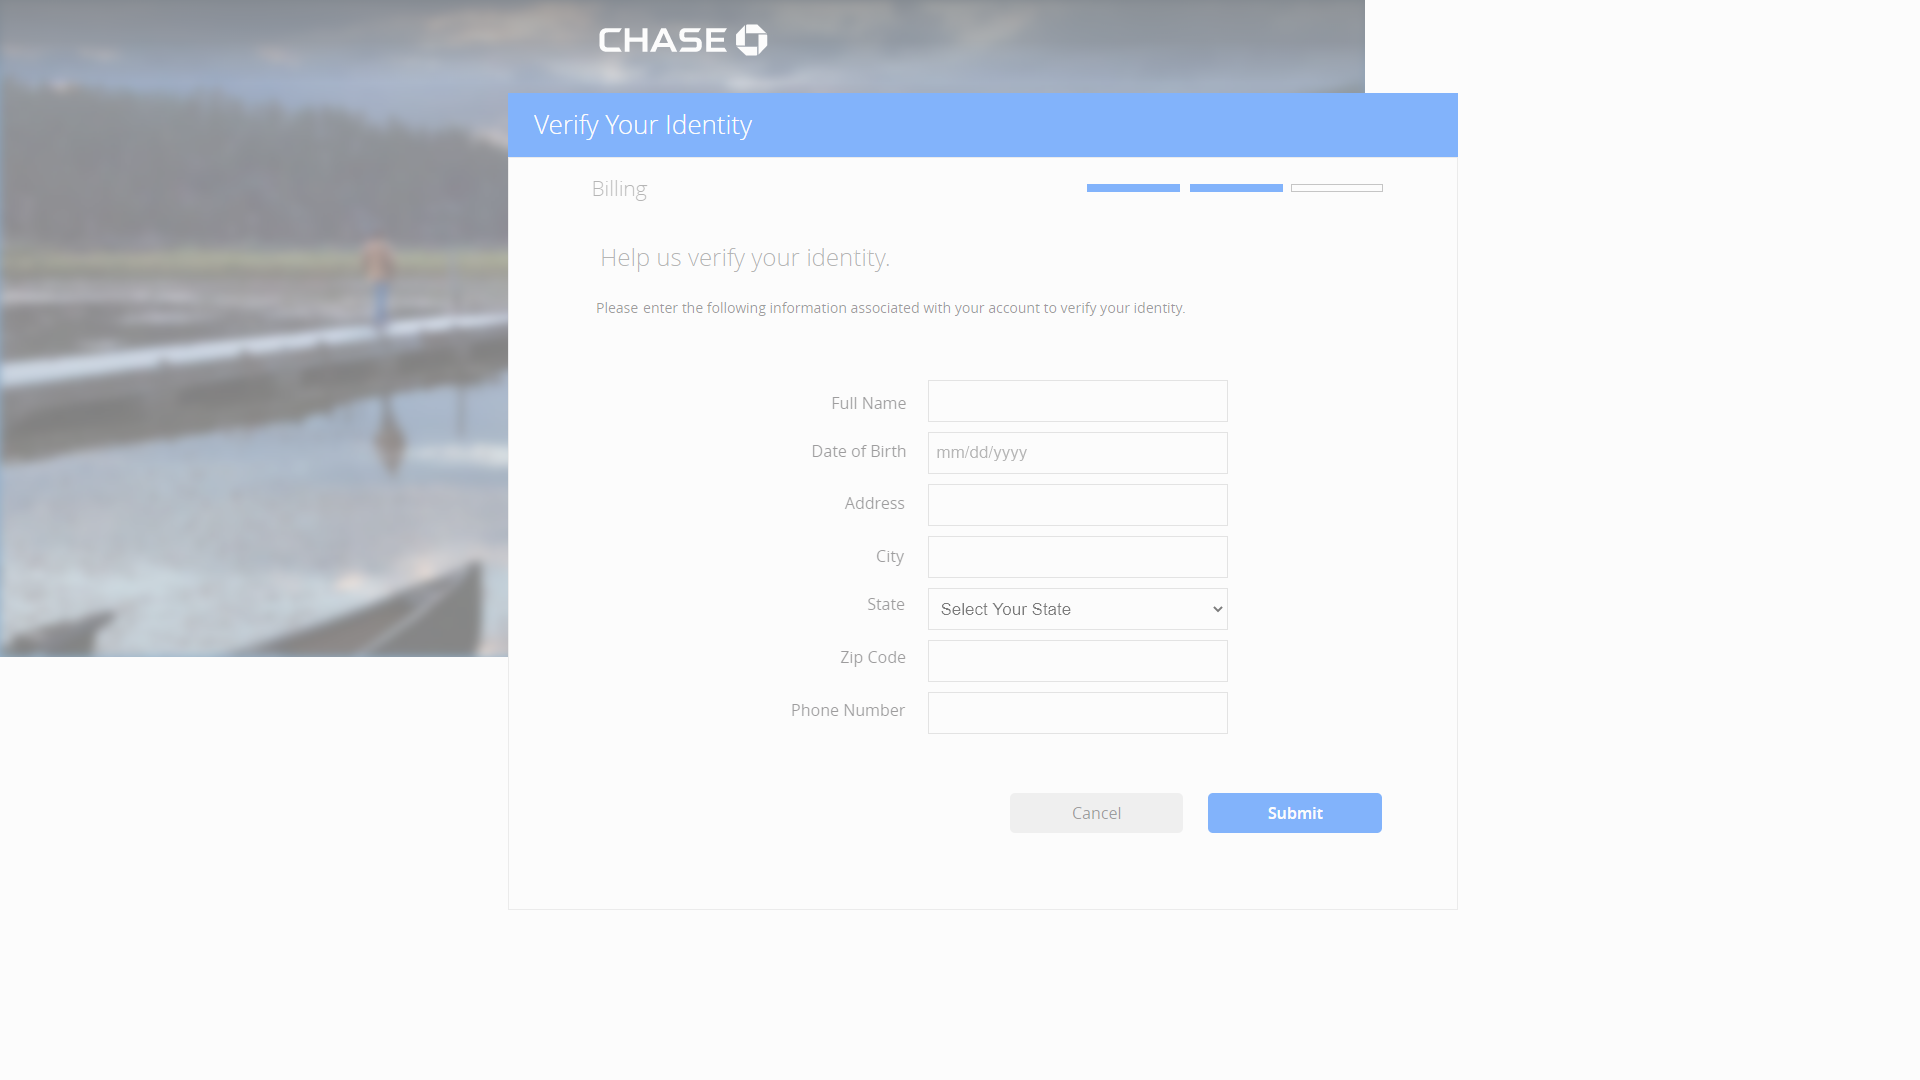 CHASE
Verify Your Identity
Billing
Help us verify your identity.
Please enter the following information associated with your account to verify your identity.
Full Name
Date of Birth mm/dd/yyyy
Address
City
State Select Your State
Zip Code
Phone Number
Cancel Submit